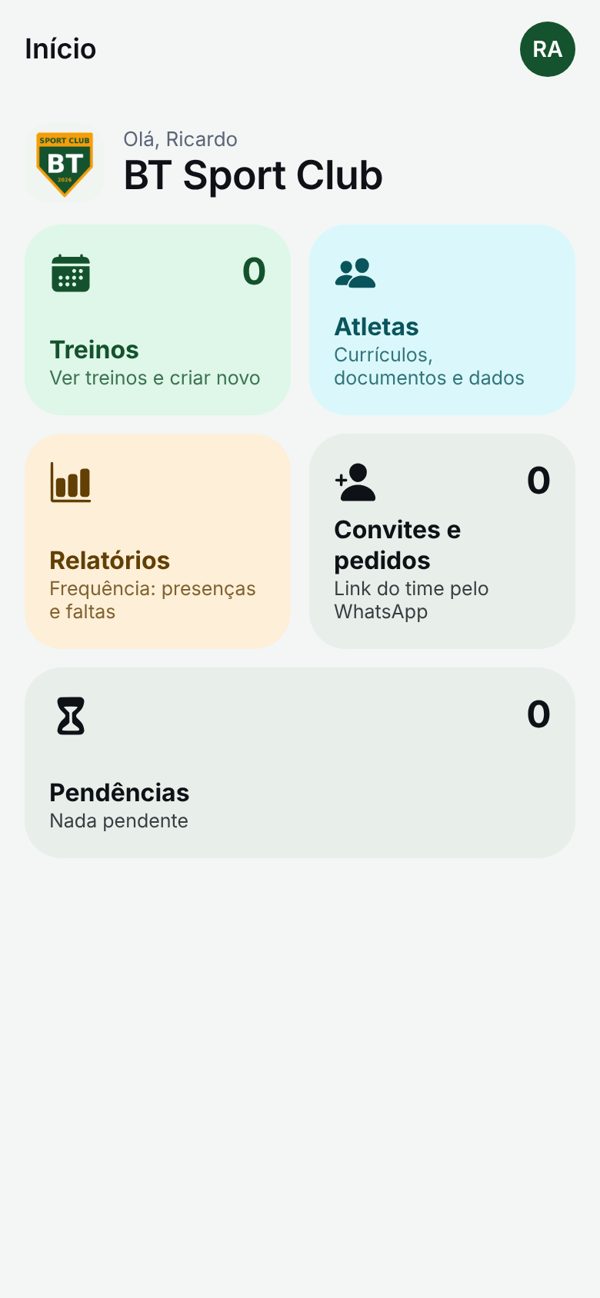 Início
RA
SPORT CLUB
BT
2026
Olá, Ricardo
BT Sport Club
0
Treinos
Ver treinos e criar novo
Atletas
Currículos,
documentos e dados
Relatórios
Frequência: presenças
e faltas
0
Convites e
pedidos
Link do time pelo
WhatsApp
0
Pendências
Nada pendente